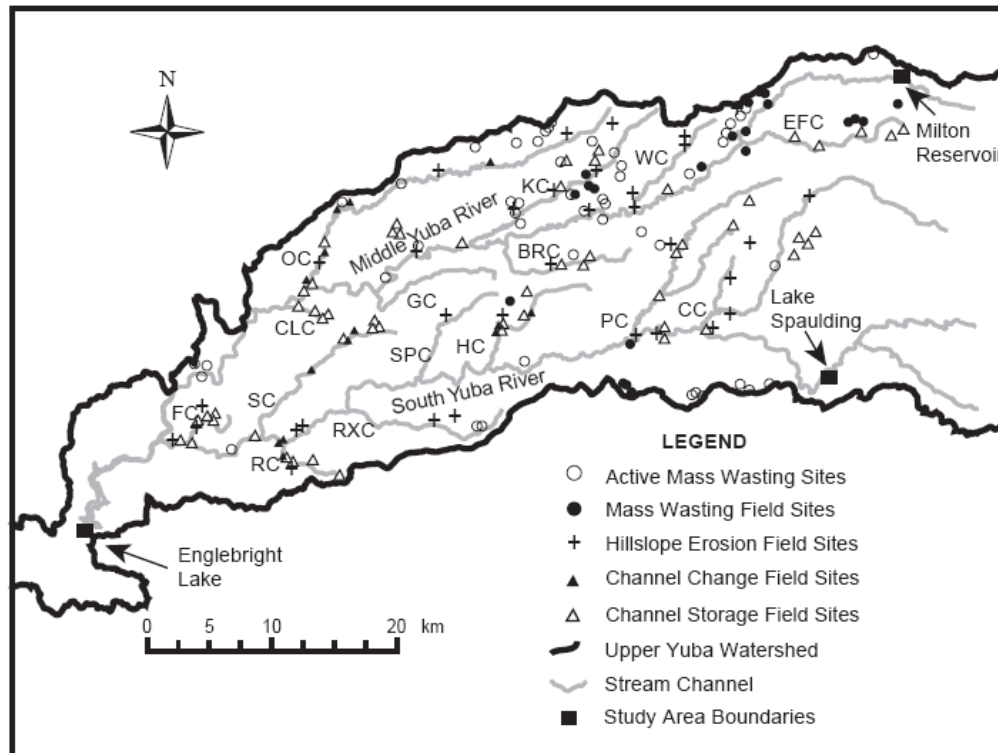 N
EFC
Milton
Reservoir
WC
KC
Middle Yuba River
OC
BRC
GC
CLC
Lake
Spaulding
CC
PC
HC
SPC
South Yuba River
SC
FC
RXC
RC
Englebright
Lake
0 5 10 20 km
LEGEND
Active Mass Wasting Sites
Mass Wasting Field Sites
Hillslope Erosion Field Sites
Channel Change Field Sites
Channel Storage Field Sites
Upper Yuba Watershed
Stream Channel
Study Area Boundaries